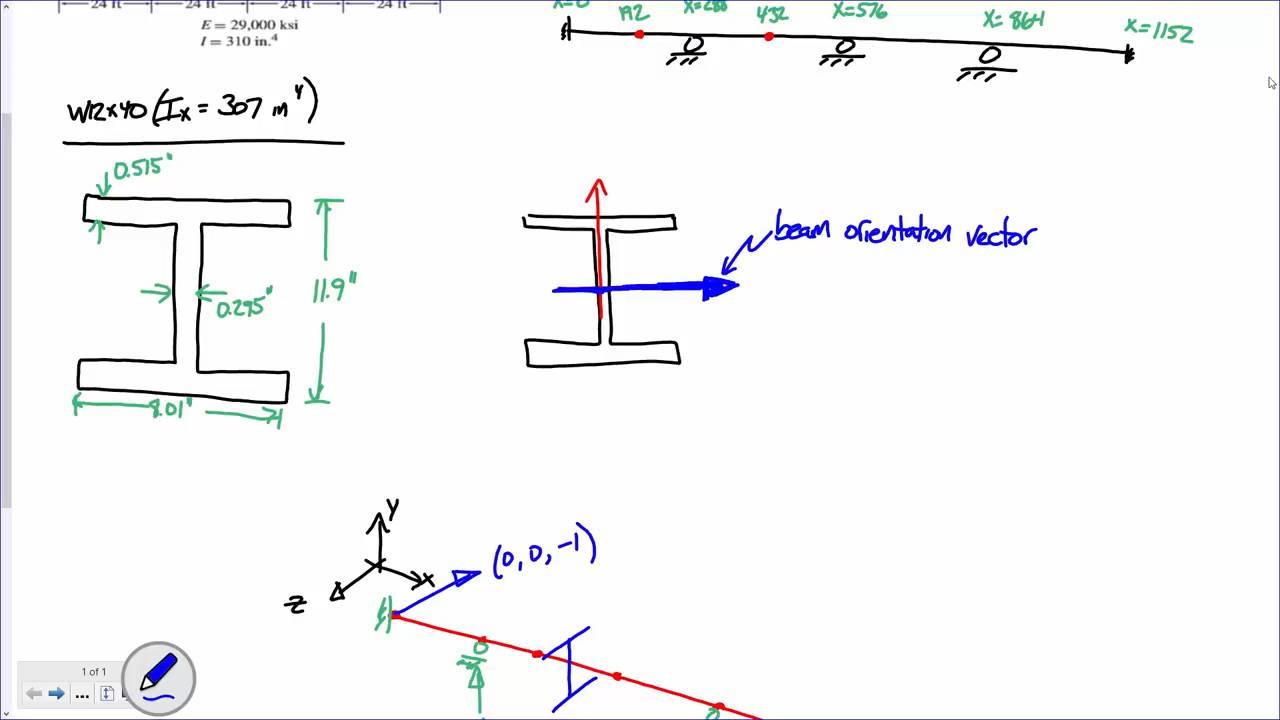 24 ft 24 ft 24 ft 24 ft
E = 29,000 ksi
I = 310 in.⁴
x=0 192 x=288 432 x=576 x=864 x=1152
W12x40 (Ix = 307 in⁴)
0.515"
11.9"
0.295"
8.01"
beam orientation vector
y
x
z
(0, 0, -1)
1 of 1
...